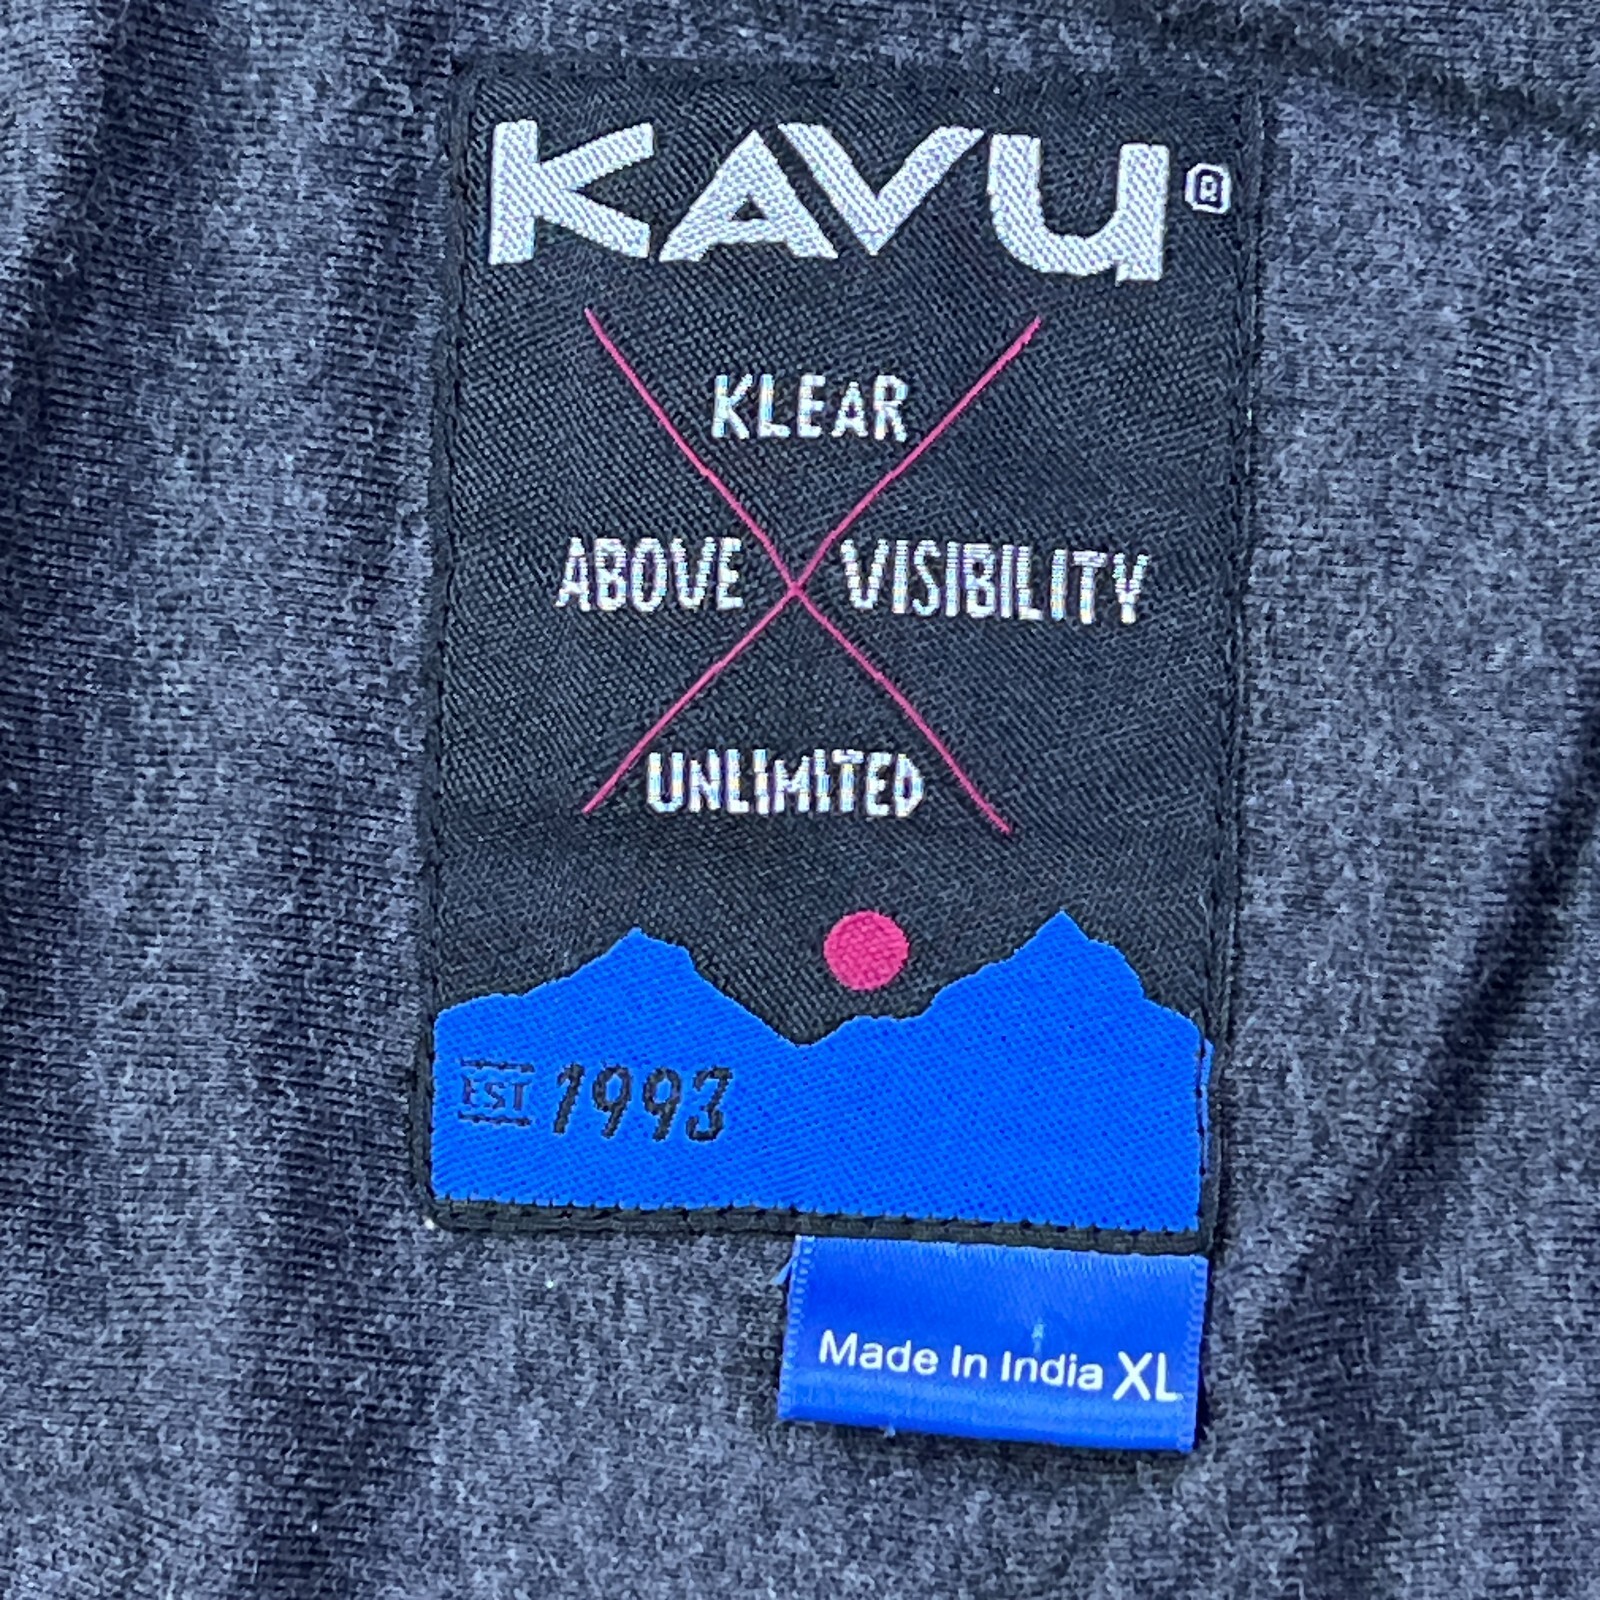 KAVU®
KLEAR
ABOVE VISIBILITY
UNLIMITED
EST 1993
Made In India XL